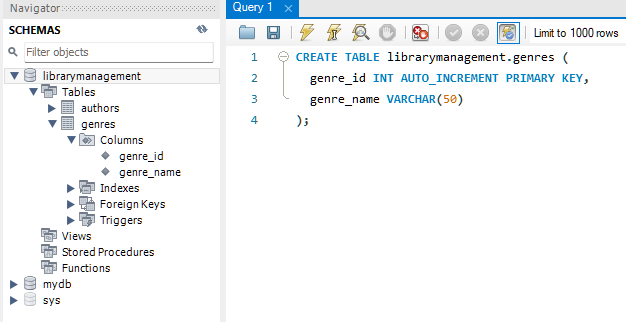 Navigator
SCHEMAS
Filter objects
librarymanagement
Tables
authors
genres
Columns
genre_id
genre_name
Indexes
Foreign Keys
Triggers
Views
Stored Procedures
Functions
mydb
sys
Query 1
Limit to 1000 rows
1 CREATE TABLE librarymanagement.genres (
2 genre_id INT AUTO_INCREMENT PRIMARY KEY,
3 genre_name VARCHAR(50)
4 );